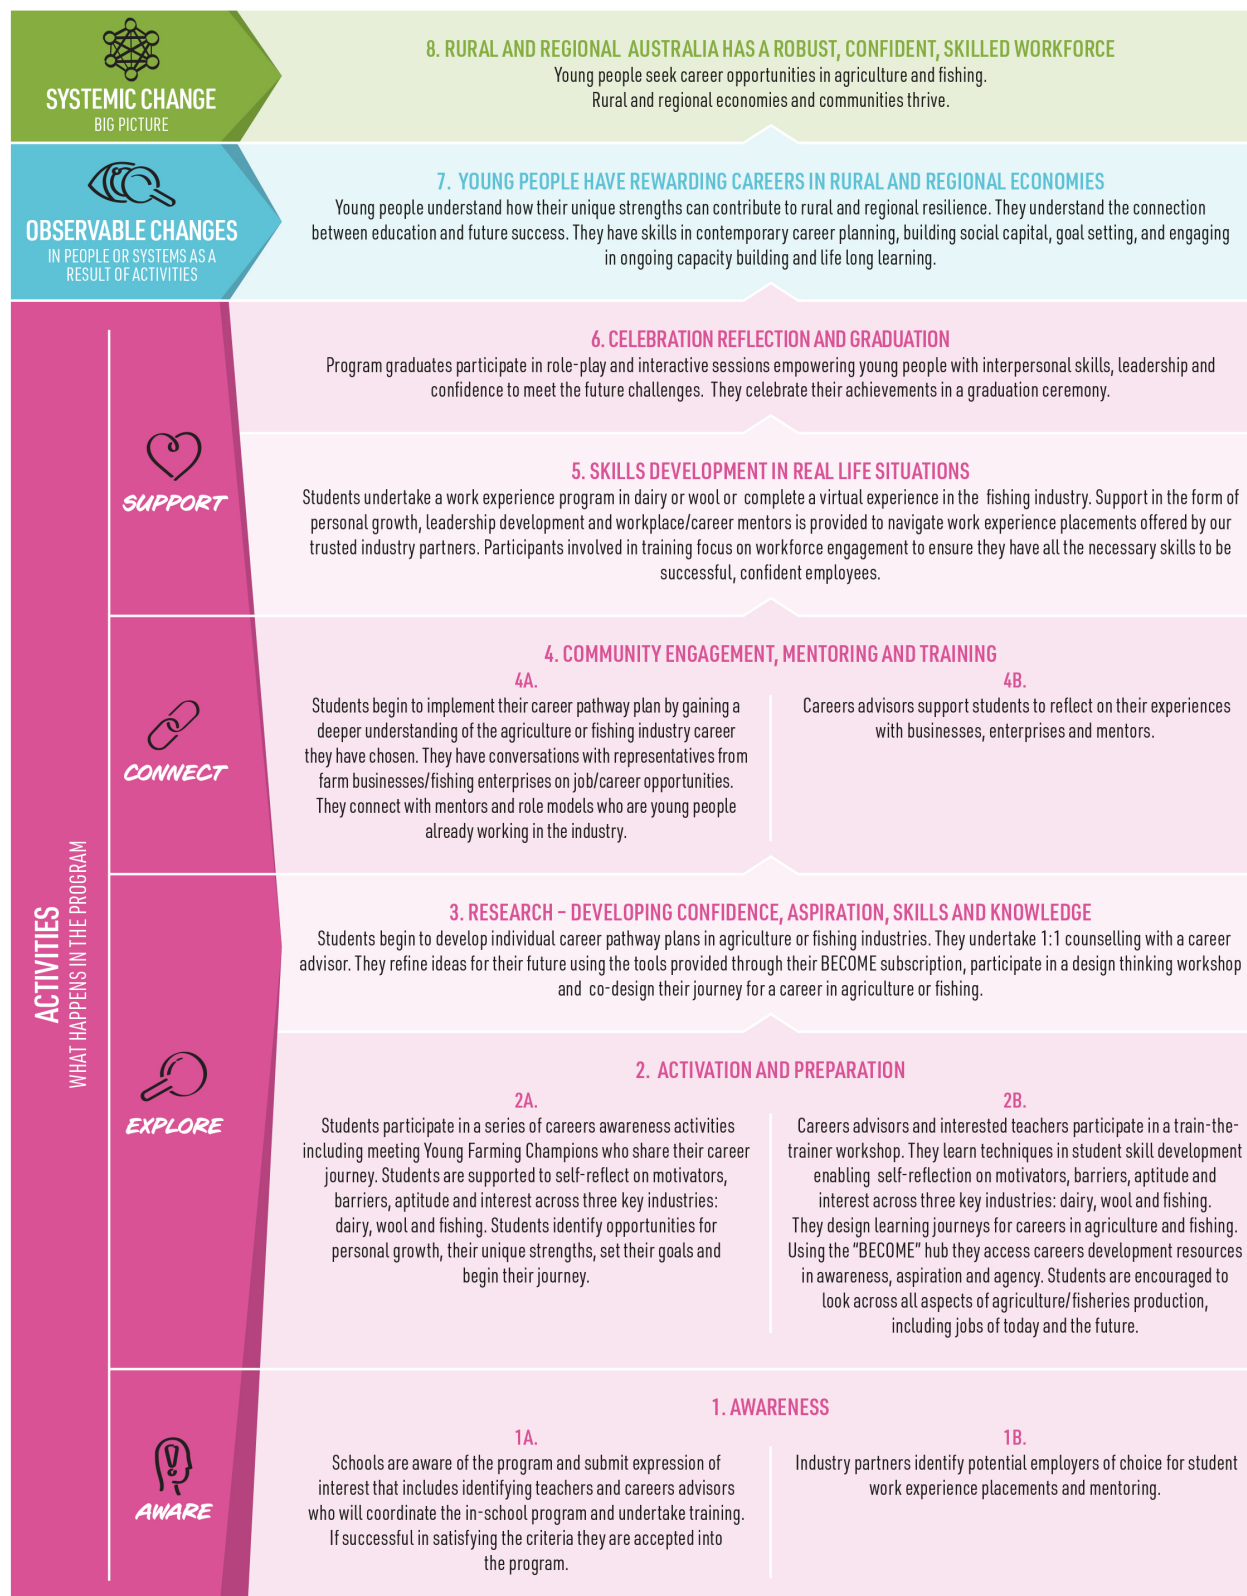 SYSTEMIC CHANGE
BIG PICTURE
8. RURAL AND REGIONAL AUSTRALIA HAS A ROBUST, CONFIDENT, SKILLED WORKFORCE
Young people seek career opportunities in agriculture and fishing.
Rural and regional economies and communities thrive.
OBSERVABLE CHANGES
IN PEOPLE OR SYSTEMS AS A
RESULT OF ACTIVITIES
7. YOUNG PEOPLE HAVE REWARDING CAREERS IN RURAL AND REGIONAL ECONOMIES
Young people understand how their unique strengths can contribute to rural and regional resilience. They understand the connection
between education and future success. They have skills in contemporary career planning, building social capital, goal setting, and engaging
in ongoing capacity building and life long learning.
ACTIVITIES
WHAT HAPPENS IN THE PROGRAM
SUPPORT
6. CELEBRATION REFLECTION AND GRADUATION
Program graduates participate in role-play and interactive sessions empowering young people with interpersonal skills, leadership and
confidence to meet the future challenges. They celebrate their achievements in a graduation ceremony.
5. SKILLS DEVELOPMENT IN REAL LIFE SITUATIONS
Students undertake a work experience program in dairy or wool or complete a virtual experience in the fishing industry. Support in the form of
personal growth, leadership development and workplace/career mentors is provided to navigate work experience placements offered by our
trusted industry partners. Participants involved in training focus on workforce engagement to ensure they have all the necessary skills to be
successful, confident employees.
CONNECT
4. COMMUNITY ENGAGEMENT, MENTORING AND TRAINING
4A.
Students begin to implement their career pathway plan by gaining a
deeper understanding of the agriculture or fishing industry career
they have chosen. They have conversations with representatives from
farm businesses/fishing enterprises on job/career opportunities.
They connect with mentors and role models who are young people
already working in the industry.
4B.
Careers advisors support students to reflect on their experiences
with businesses, enterprises and mentors.
EXPLORE
3. RESEARCH – DEVELOPING CONFIDENCE, ASPIRATION, SKILLS AND KNOWLEDGE
Students begin to develop individual career pathway plans in agriculture or fishing industries. They undertake 1:1 counselling with a career
advisor. They refine ideas for their future using the tools provided through their BECOME subscription, participate in a design thinking workshop
and co-design their journey for a career in agriculture or fishing.
2. ACTIVATION AND PREPARATION
2A.
Students participate in a series of careers awareness activities
including meeting Young Farming Champions who share their career
journey. Students are supported to self-reflect on motivators,
barriers, aptitude and interest across three key industries:
dairy, wool and fishing. Students identify opportunities for
personal growth, their unique strengths, set their goals and
begin their journey.
2B.
Careers advisors and interested teachers participate in a train-the-
trainer workshop. They learn techniques in student skill development
enabling self-reflection on motivators, barriers, aptitude and
interest across three key industries: dairy, wool and fishing.
They design learning journeys for careers in agriculture and fishing.
Using the "BECOME" hub they access careers development resources
in awareness, aspiration and agency. Students are encouraged to
look across all aspects of agriculture/fisheries production,
including jobs of today and the future.
AWARE
1. AWARENESS
1A.
Schools are aware of the program and submit expression of
interest that includes identifying teachers and careers advisors
who will coordinate the in-school program and undertake training.
If successful in satisfying the criteria they are accepted into
the program.
1B.
Industry partners identify potential employers of choice for student
work experience placements and mentoring.